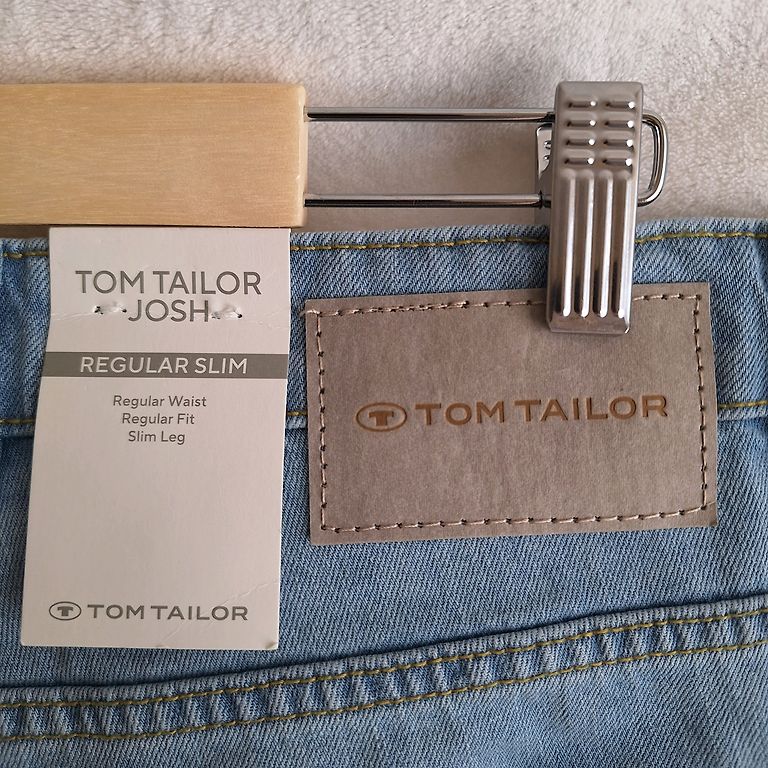 TOM TAILOR
JOSH
REGULAR SLIM
Regular Waist
Regular Fit
Slim Leg
TOM TAILOR
TOM TAILOR